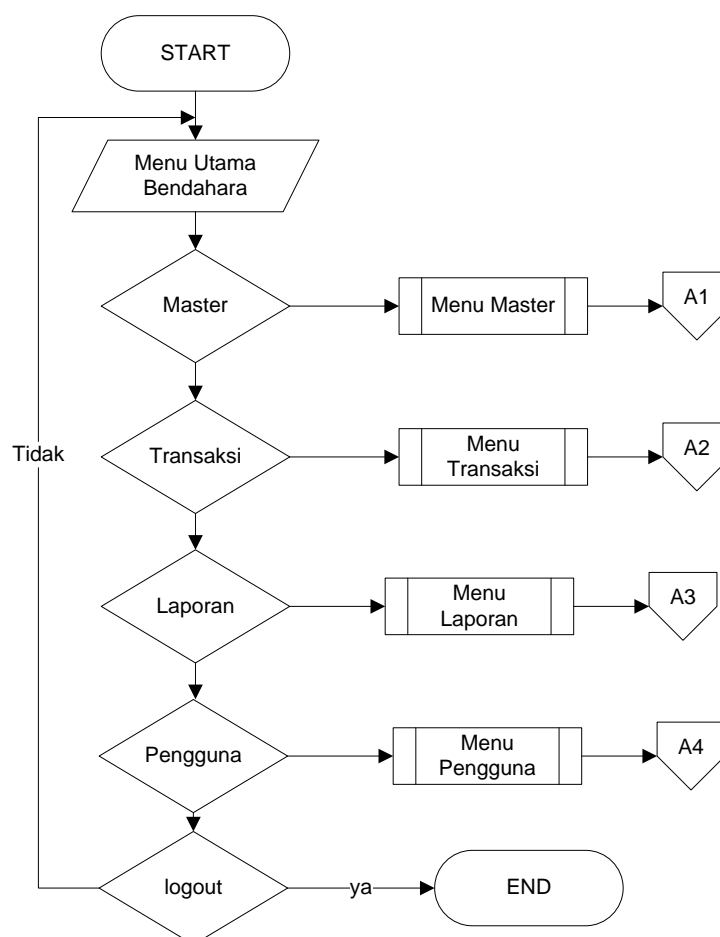 START
Menu Utama
Bendahara
Master
Menu Master
A1
Transaksi
Menu
Transaksi
A2
Tidak
Laporan
Menu
Laporan
A3
Pengguna
Menu
Pengguna
A4
logout
ya
END